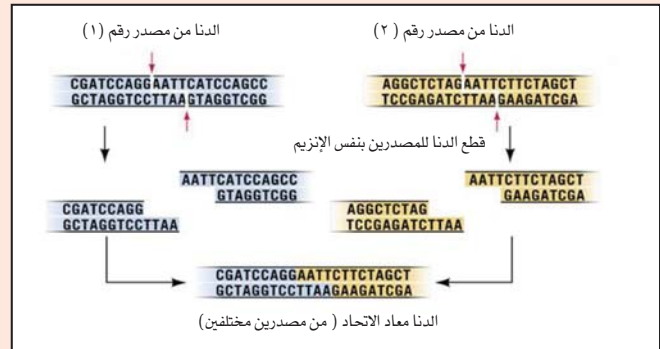 الدنا من مصدر رقم (١)
الدنا من مصدر رقم ( ٢)
CGATCCAGGAATTCATCCAGCC
GCTAGGTCCTTAAGTAGGTCGG
AGGCTCTAGAATTCTTCTAGCT
TCCGAGATCTTAAGAAGATCGA
قطع الدنا للمصدرين بنفس الإنزيم
AATTCATCCAGCC
GTAGGTCGG
CGATCCAGG
GCTAGGTCCTTAA
AATTCTTCTAGCT
GAAGATCGA
AGGCTCTAG
TCCGAGATCTTAA
CGATCCAGGAATTCTTCTAGCT
GCTAGGTCCTTAAGAAGATCGA
الدنا معاد الاتحاد ( من مصدرين مختلفين)